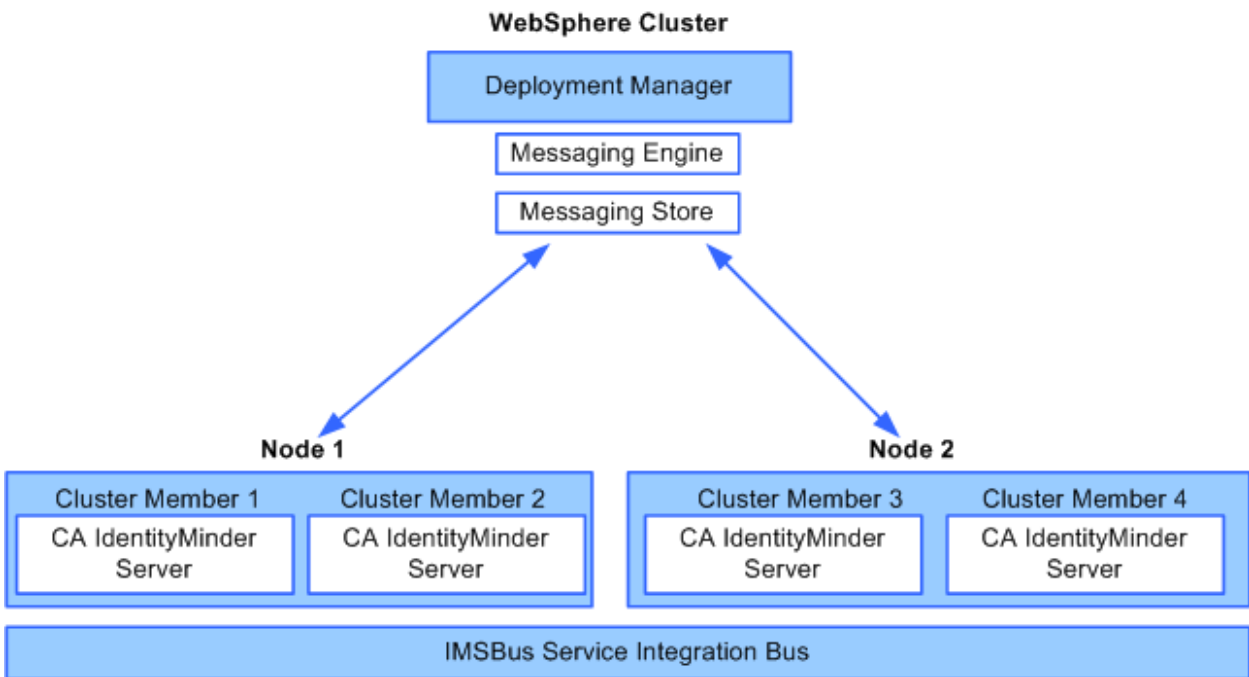 WebSphere Cluster
Deployment Manager
Messaging Engine
Messaging Store
Node 1
Node 2
Cluster Member 1
Cluster Member 2
Cluster Member 3
Cluster Member 4
CA IdentityMinder
Server
CA IdentityMinder
Server
CA IdentityMinder
Server
CA IdentityMinder
Server
IMSBus Service Integration Bus